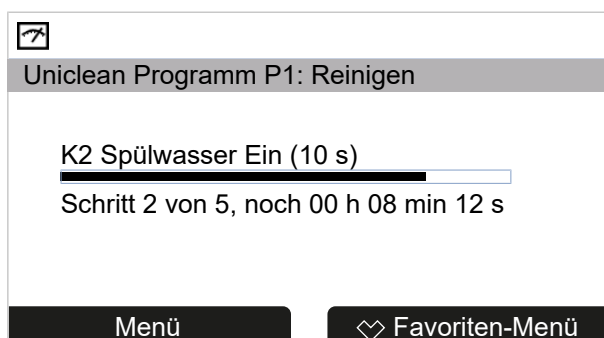 Uniclean Programm P1: Reinigen
K2 Spülwasser Ein (10 s)
Schritt 2 von 5, noch 00 h 08 min 12 s
Menü
Favoriten-Menü